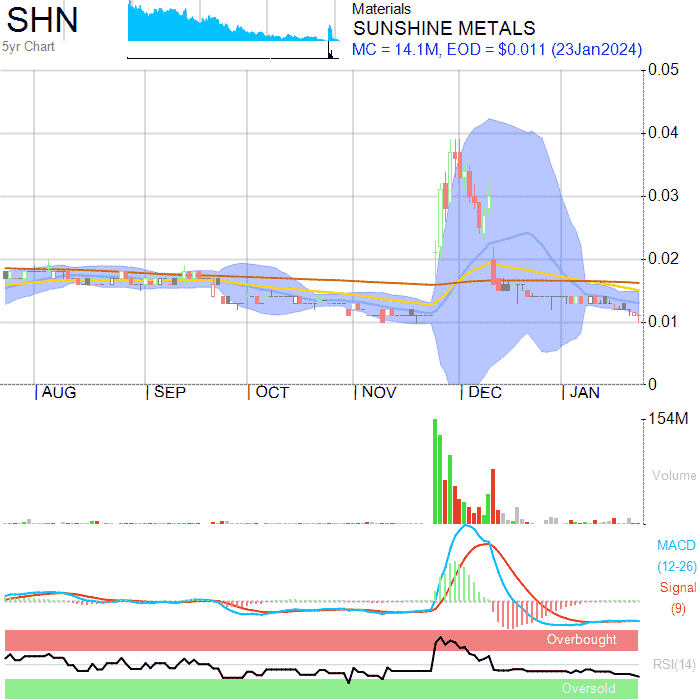 SHN
5yr Chart
Materials
SUNSHINE METALS
MC = 14.1M, EOD = $0.011 (23Jan2024)
0.05
0.04
0.03
0.02
0.01
0
AUG SEP OCT NOV DEC JAN
154M
Volume
MACD
(12-26)
Signal
(9)
Overbought
RSI(14)
Oversold